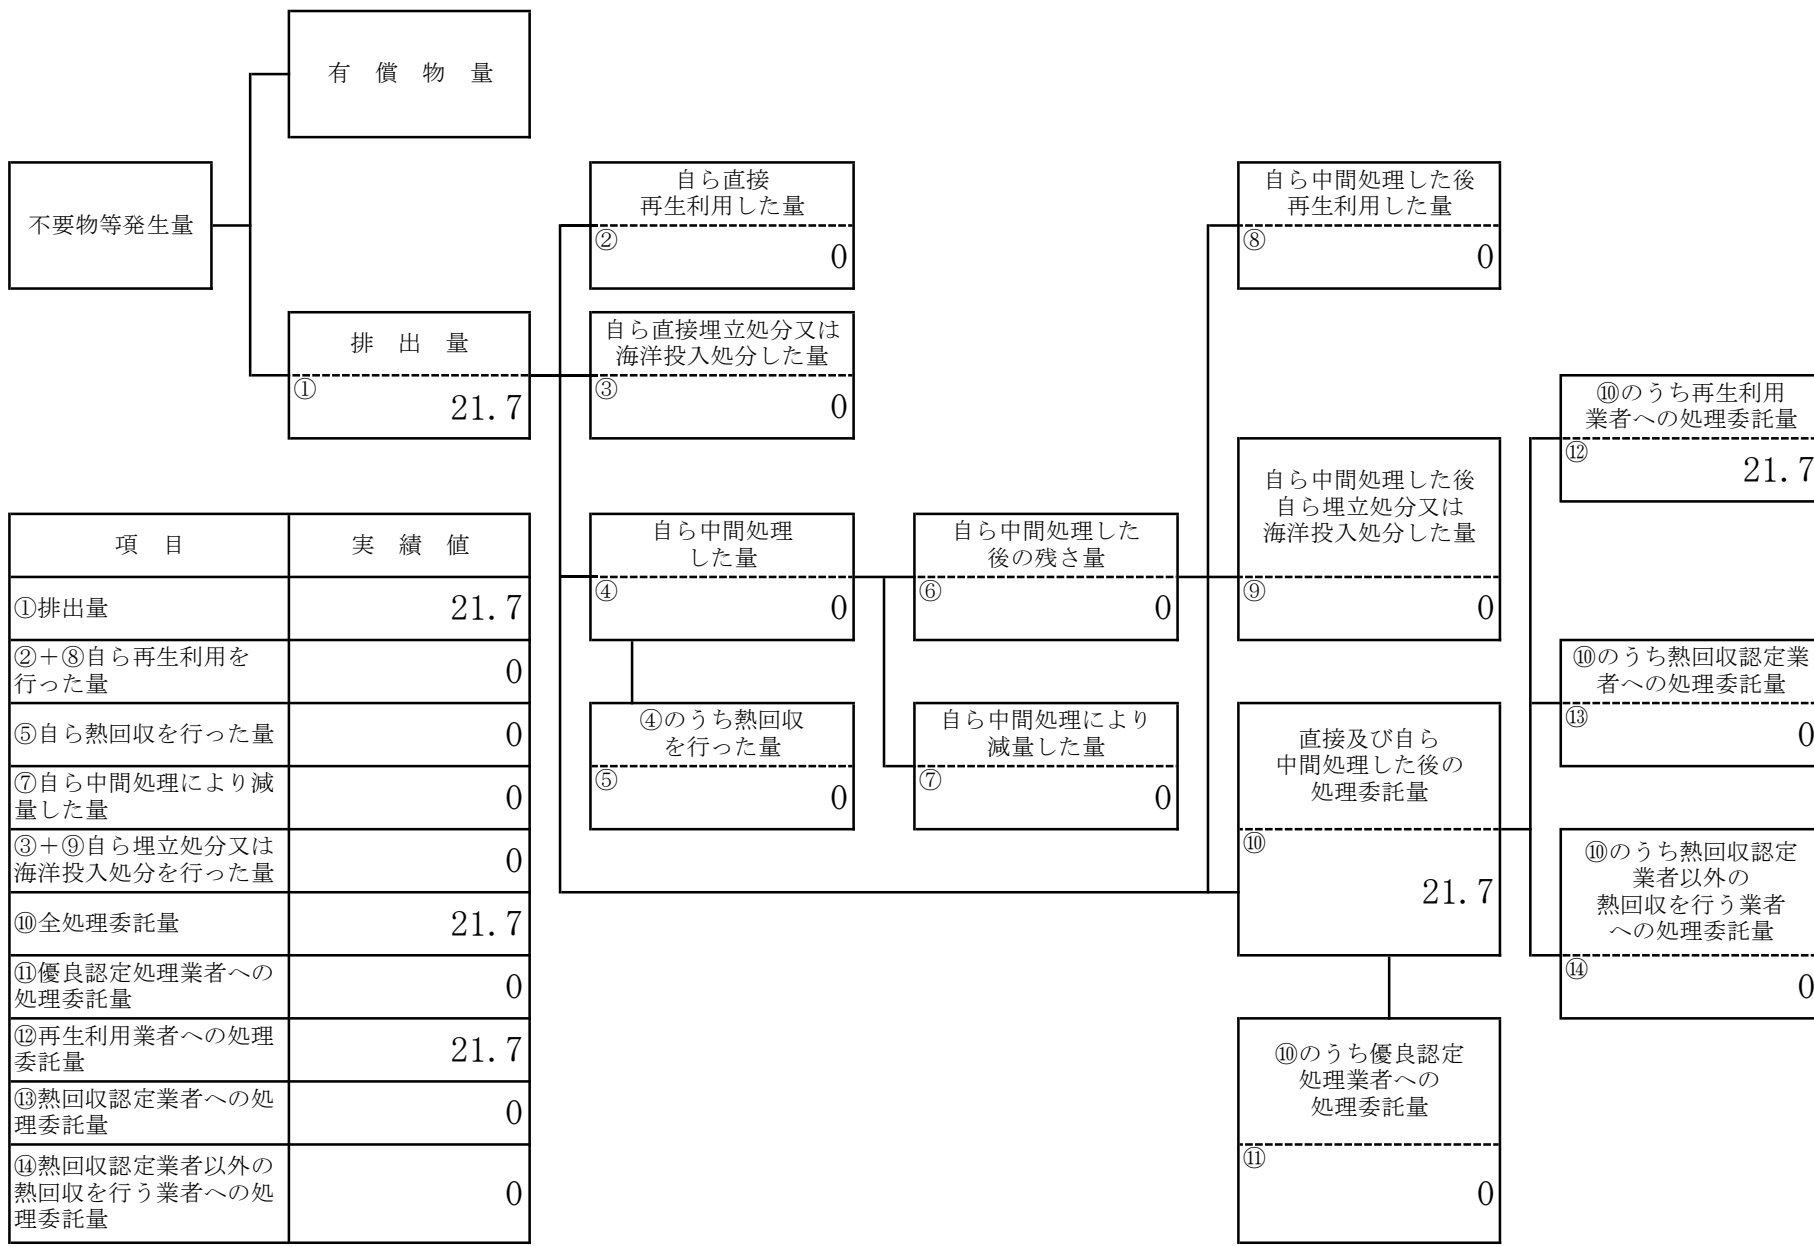 有 償 物 量
不要物等発生量
排 出 量
①
21.7
自ら直接
再生利用した量
②
0
自ら直接埋立処分又は
海洋投入処分した量
③
0
自ら中間処理
した量
④
0
④のうち熱回収
を行った量
⑤
0
自ら中間処理した
後の残さ量
⑥
0
自ら中間処理により
減量した量
⑦
0
自ら中間処理した後
再生利用した量
⑧
0
自ら中間処理した後
自ら埋立処分又は
海洋投入処分した量
⑨
0
直接及び自ら
中間処理した後の
処理委託量
⑩
21.7
⑩のうち優良認定
処理業者への
処理委託量
⑪
0
⑩のうち再生利用
業者への処理委託量
⑫
21.7
⑩のうち熱回収認定業
者への処理委託量
⑬
0
⑩のうち熱回収認定
業者以外の
熱回収を行う業者
への処理委託量
⑭
0
項 目 実 績 値
①排出量 21.7
②＋⑧自ら再生利用を
行った量 0
⑤自ら熱回収を行った量 0
⑦自ら中間処理により減
量した量 0
③＋⑨自ら埋立処分又は
海洋投入処分を行った量 0
⑩全処理委託量 21.7
⑪優良認定処理業者への
処理委託量 0
⑫再生利用業者への処理
委託量 21.7
⑬熱回収認定業者への処
理委託量 0
⑭熱回収認定業者以外の
熱回収を行う業者への処
理委託量 0